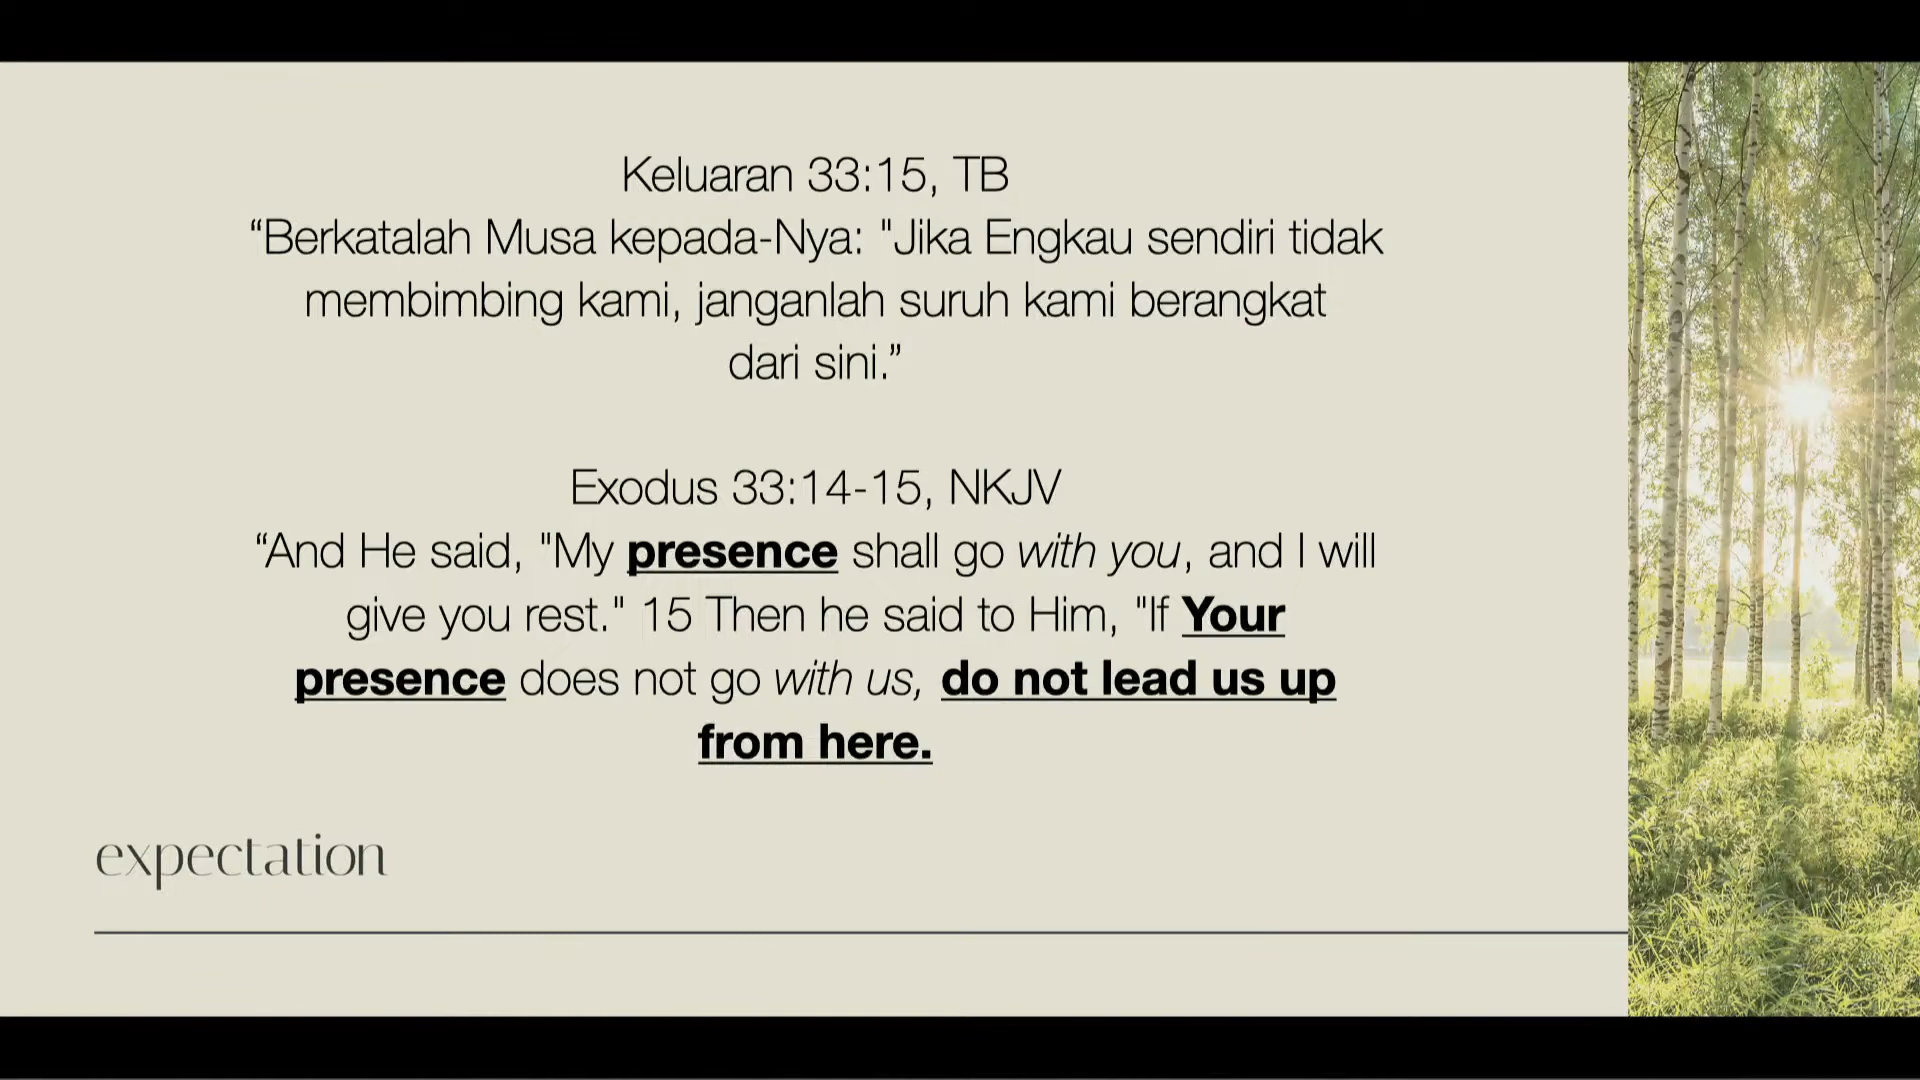 Keluaran 33:15, TB
“Berkatalah Musa kepada-Nya: "Jika Engkau sendiri tidak
membimbing kami, janganlah suruh kami berangkat
dari sini.”
Exodus 33:14-15, NKJV
“And He said, "My presence shall go with you, and I will
give you rest." 15 Then he said to Him, "If Your
presence does not go with us, do not lead us up
from here.
expectation